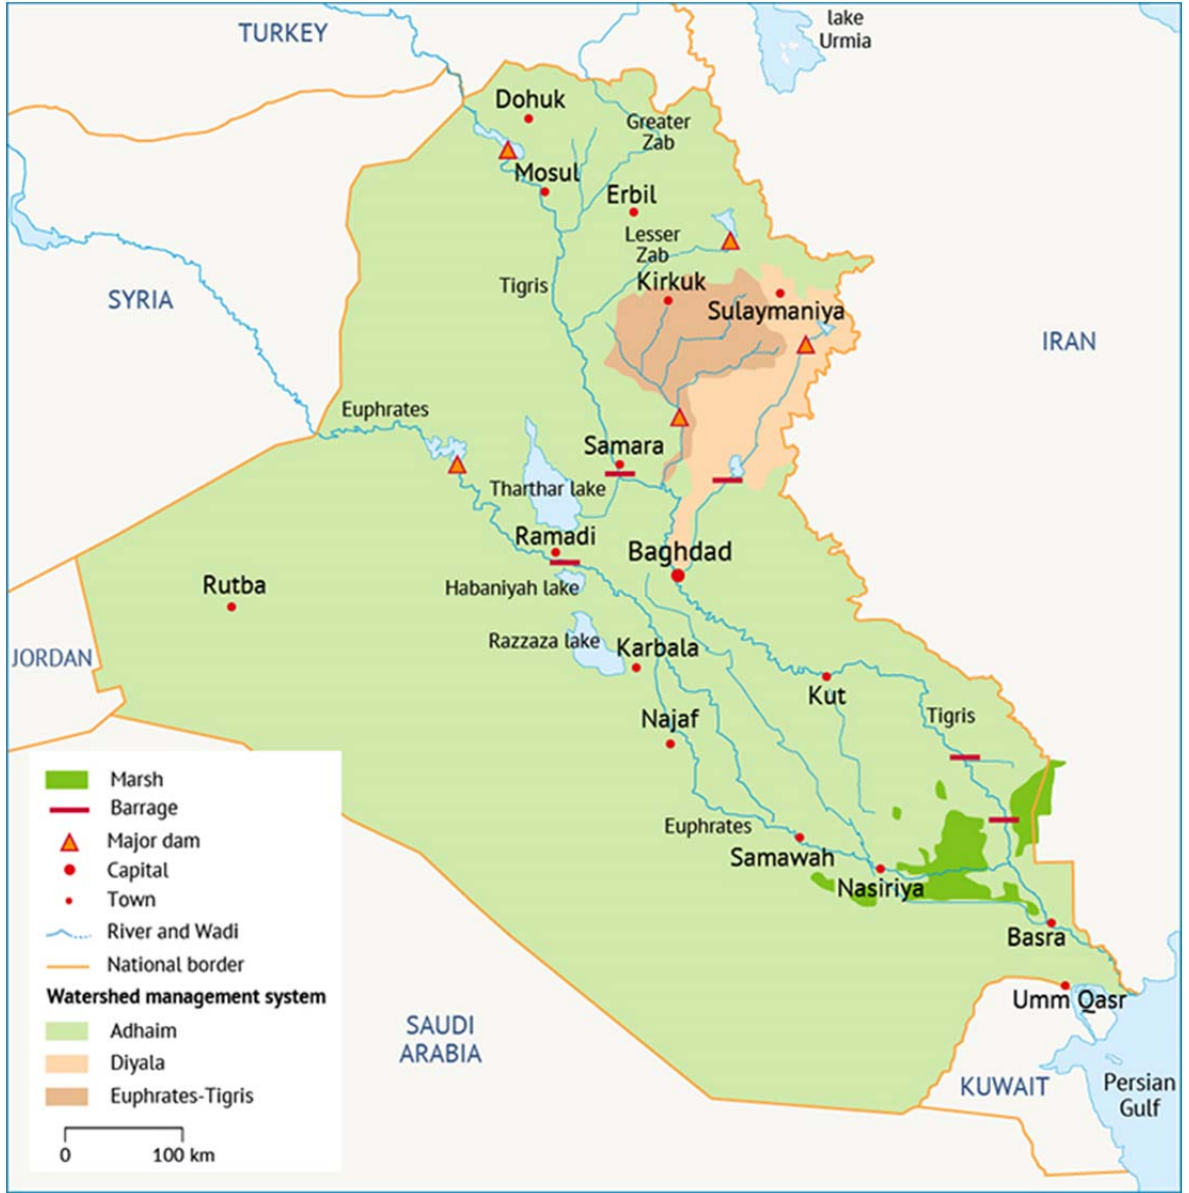 TURKEY
lake
Urmia
Dohuk
Greater
Zab
Mosul
Erbil
Lesser
Zab
Tigris
Kirkuk
Sulaymaniya
SYRIA
IRAN
Euphrates
Samara
Tharthar lake
Ramadi
Baghdad
Habaniyah lake
Rutba
Razzaza lake
Karbala
JORDAN
Kut
Najaf
Tigris
Euphrates
Samawah
Nasiriya
Basra
Umm Qasr
SAUDI
ARABIA
KUWAIT
Persian
Gulf
Marsh
Barrage
Major dam
Capital
Town
River and Wadi
National border
Watershed management system
Adhaim
Diyala
Euphrates-Tigris
0 100 km